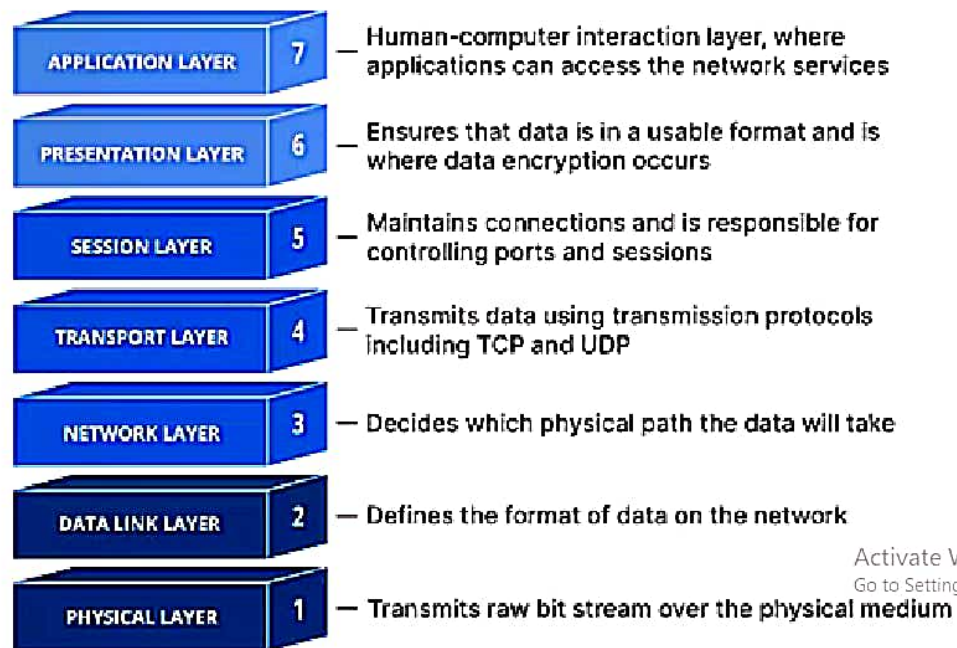 APPLICATION LAYER 7
Human-computer interaction layer, where
applications can access the network services
PRESENTATION LAYER 6
Ensures that data is in a usable format and is
where data encryption occurs
SESSION LAYER 5
Maintains connections and is responsible for
controlling ports and sessions
TRANSPORT LAYER 4
Transmits data using transmission protocols
including TCP and UDP
NETWORK LAYER 3
Decides which physical path the data will take
DATA LINK LAYER 2
Defines the format of data on the network
Activate
Go to Setting
PHYSICAL LAYER 1
Transmits raw bit stream over the physical medium